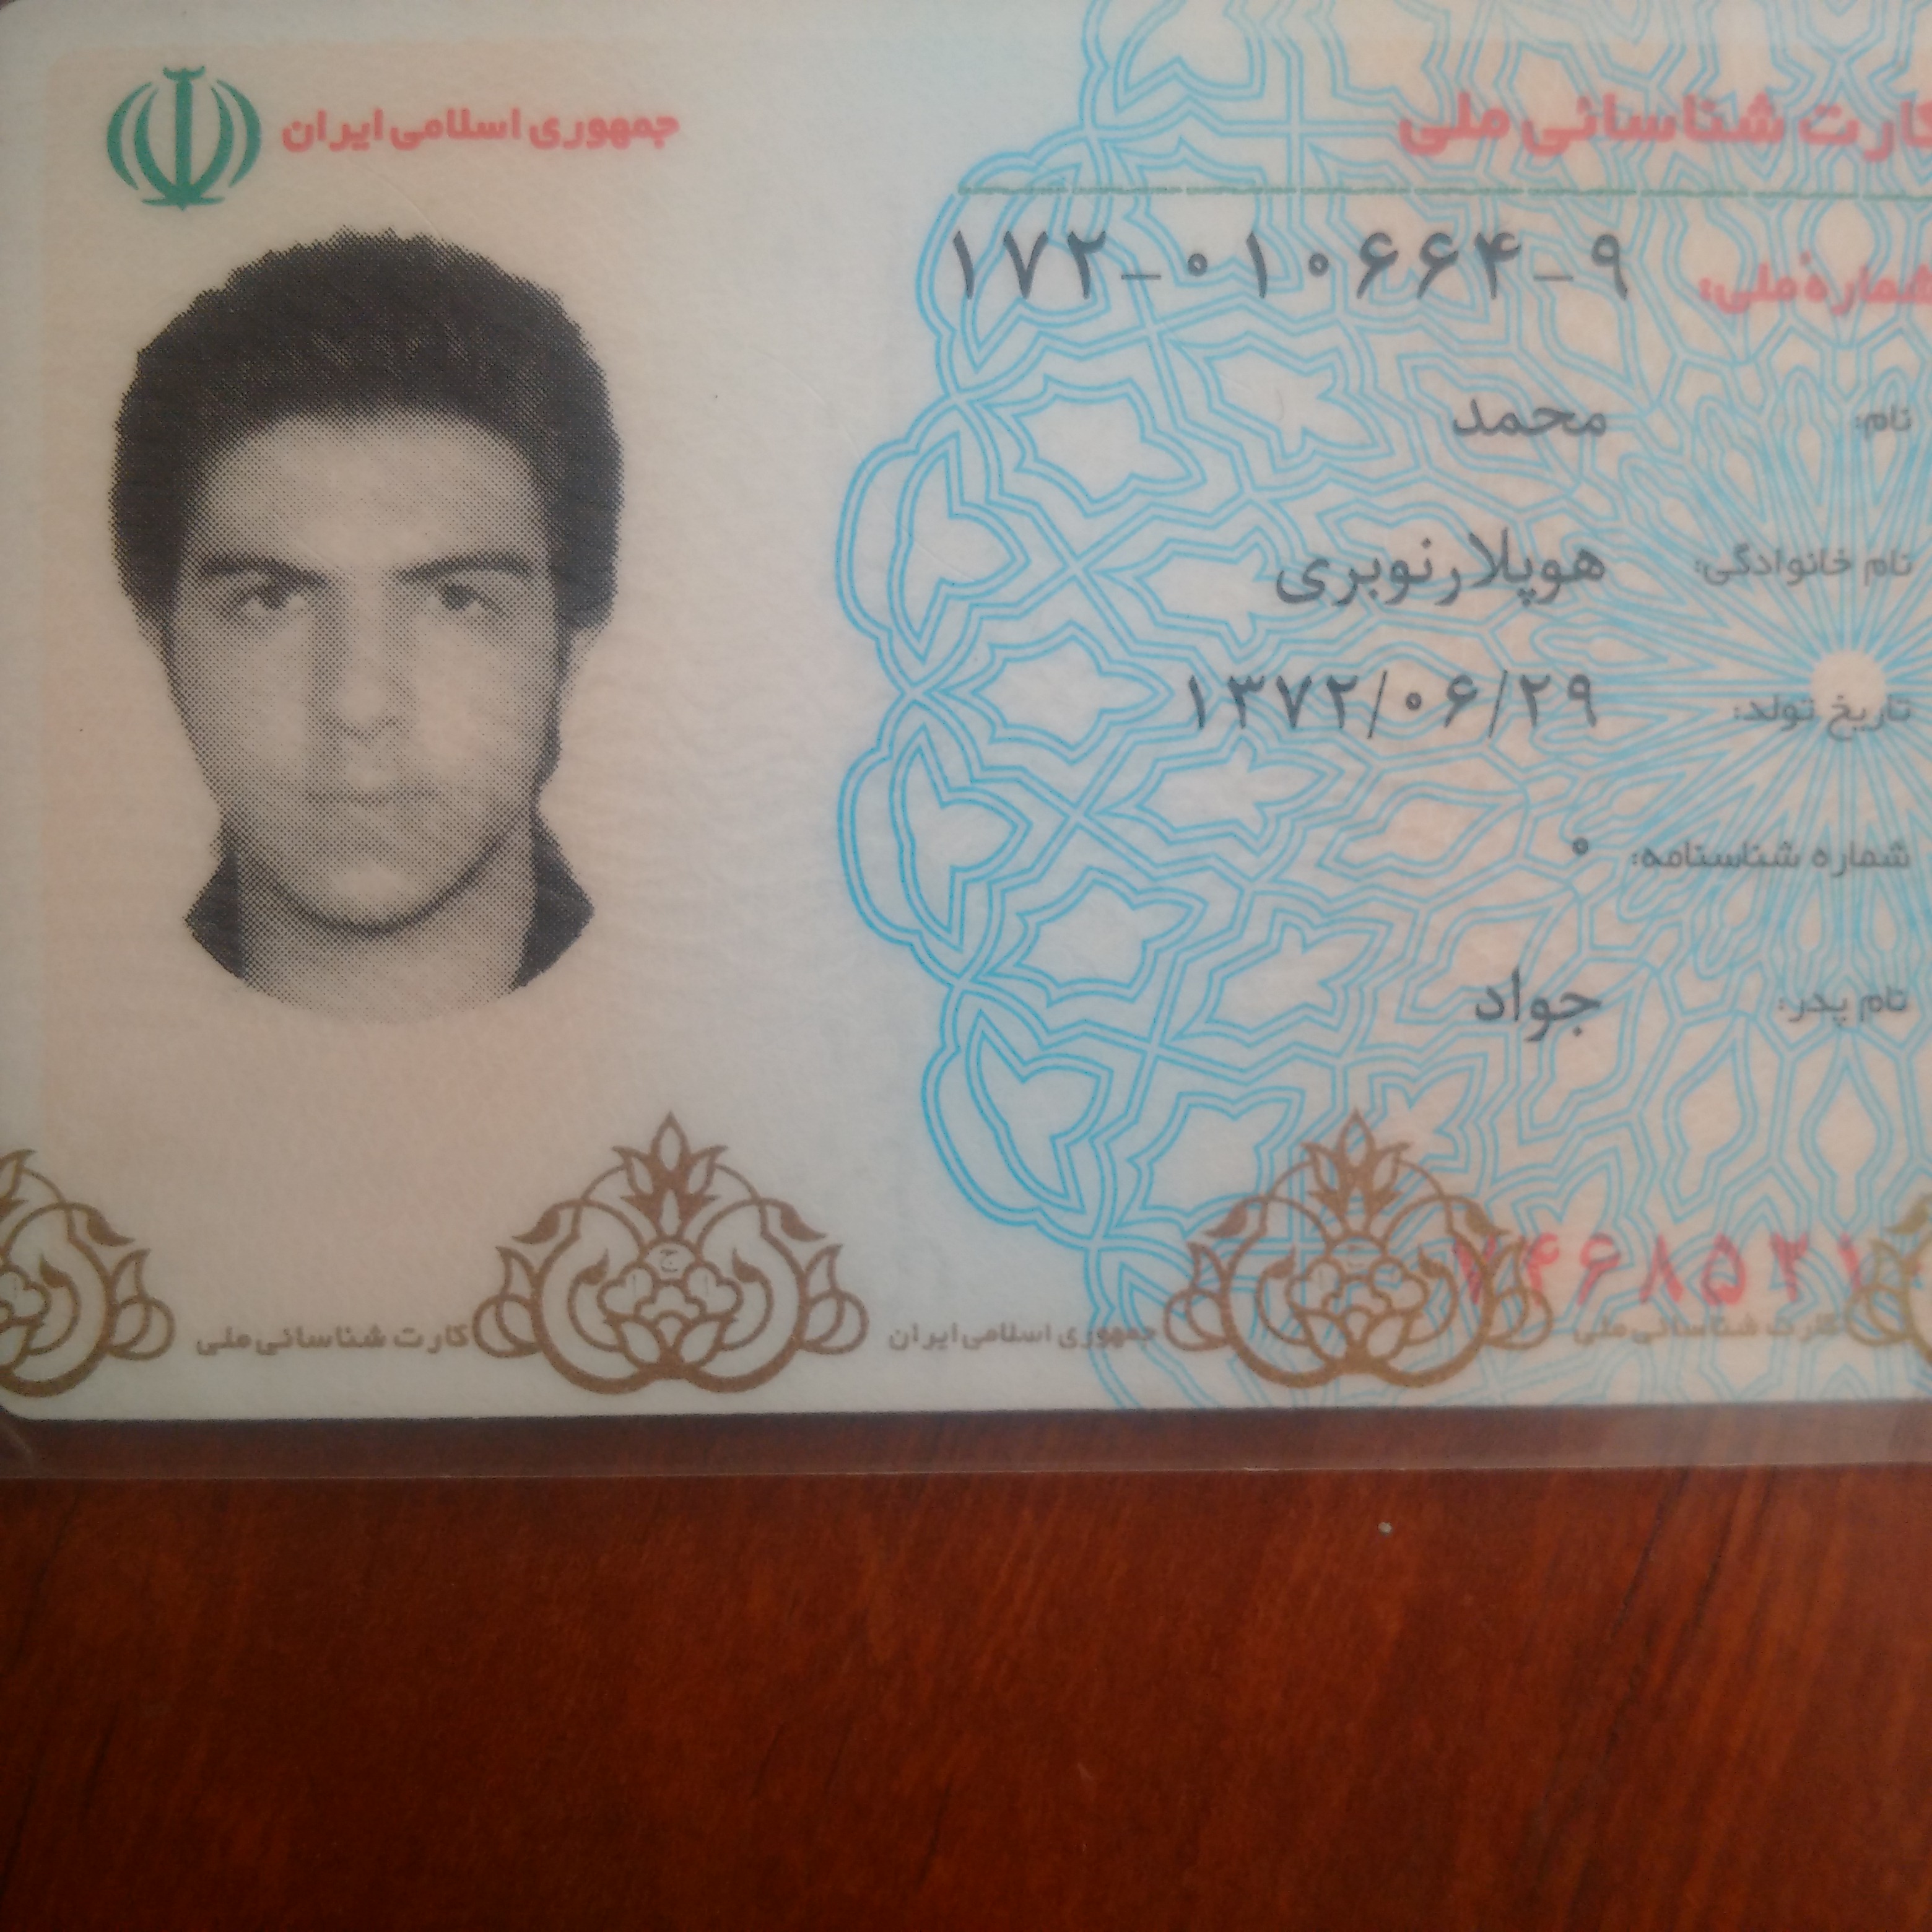 جمهوری اسلامی ایران
کارت شناسائی ملی
شماره ملی: ۱۷۲-۰۱۰۶۶۴-۹
نام: محمد
نام خانوادگی: هوپلارنوبری
تاریخ تولد: ۱۳۷۲/۰۶/۲۹
شماره شناسنامه: ۰
نام پدر: جواد
کارت شناسائی ملی جمهوری اسلامی ایران کارت شناسائی ملی